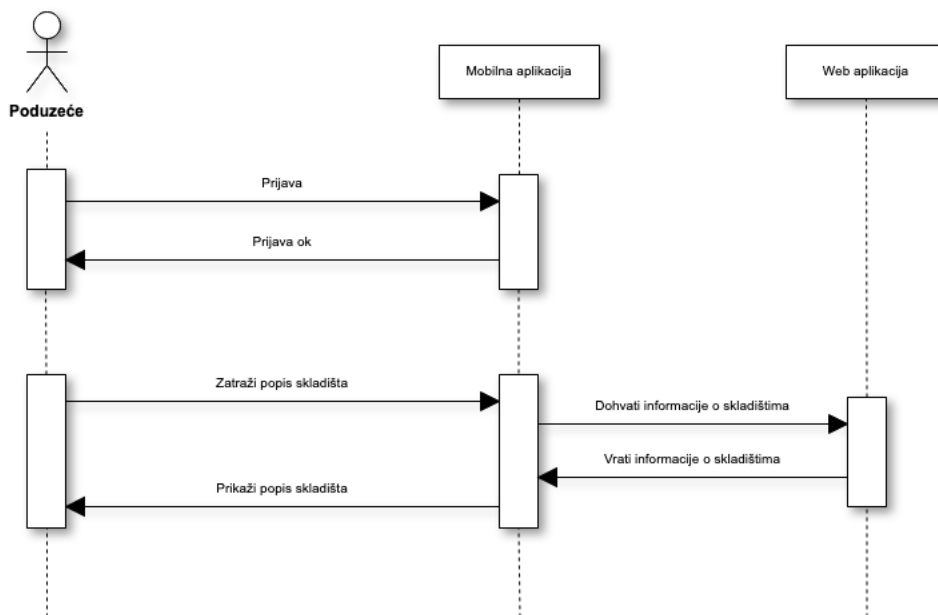 Poduzeće
Mobilna aplikacija
Web aplikacija
Prijava
Prijava ok
Zatraži popis skladišta
Dohvati informacije o skladištima
Vrati informacije o skladištima
Prikaži popis skladišta